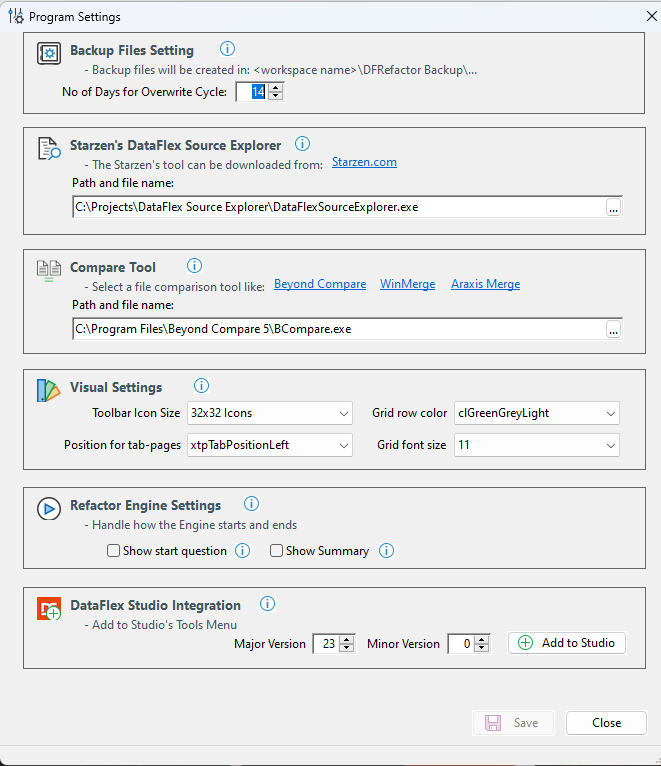 Program Settings
Backup Files Setting
- Backup files will be created in: <workspace name>\DFRefactor Backup\...
No of Days for Overwrite Cycle: 14
Starzen's DataFlex Source Explorer
- The Starzen's tool can be downloaded from: Starzen.com
Path and file name:
C:\Projects\DataFlex Source Explorer\DataFlexSourceExplorer.exe ...
Compare Tool
- Select a file comparison tool like: Beyond Compare WinMerge Araxis Merge
Path and file name:
C:\Program Files\Beyond Compare 5\BCompare.exe ...
Visual Settings
Toolbar Icon Size 32x32 Icons Grid row color clGreenGreyLight
Position for tab-pages xtpTabPositionLeft Grid font size 11
Refactor Engine Settings
- Handle how the Engine starts and ends
Show start question Show Summary
DataFlex Studio Integration
- Add to Studio's Tools Menu
Major Version 23 Minor Version 0 Add to Studio
Save Close